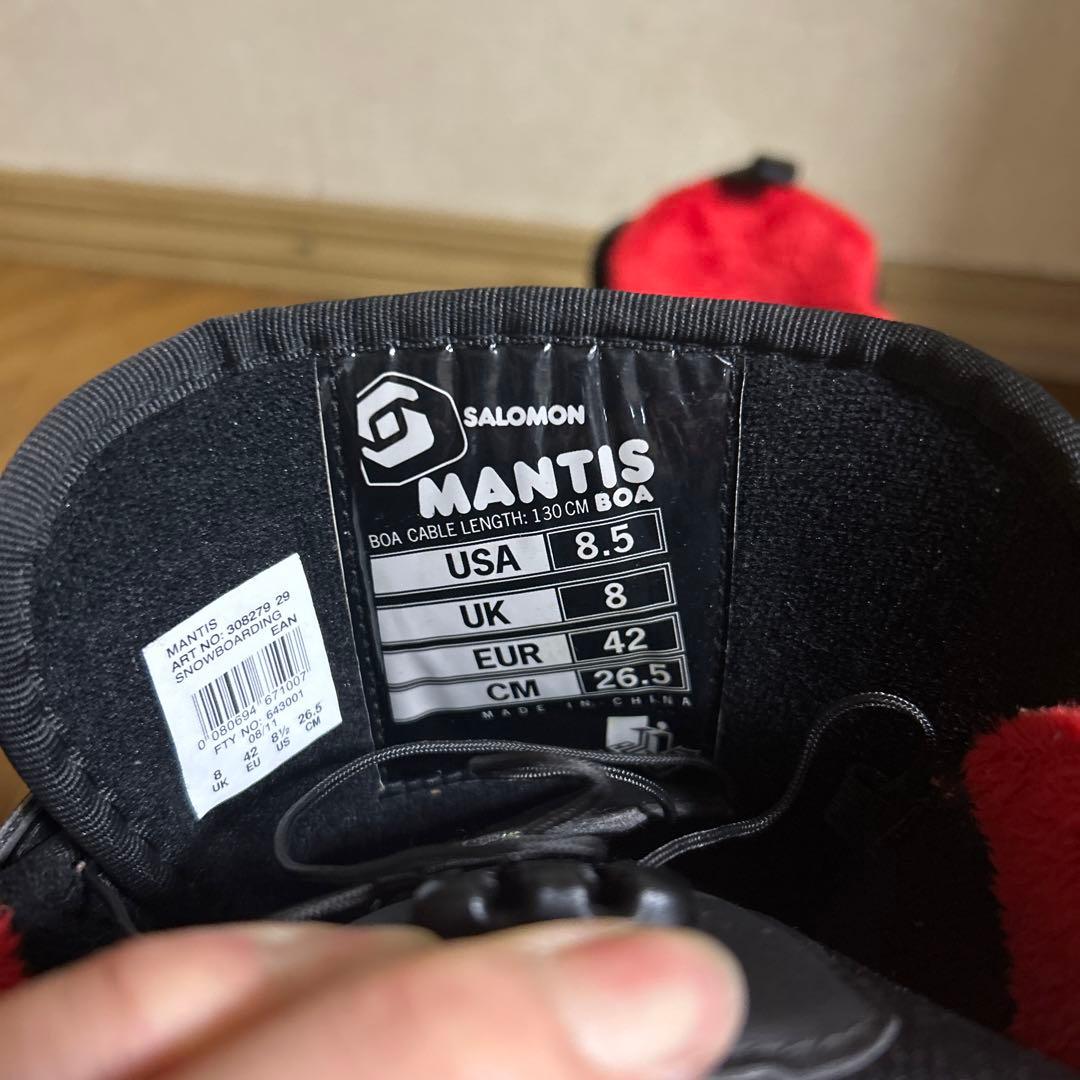 SALOMON
MANTIS
BOA
BOA CABLE LENGTH: 130 CM
USA 8.5
UK 8
EUR 42
CM 26.5
MADE IN CHINA
MANTIS
ART NO: 308279 29
SNOWBOARDING
EAN
0 080694 671007
FTY NO: 643001
08/11
8 42 8½ 26.5
UK EU US CM